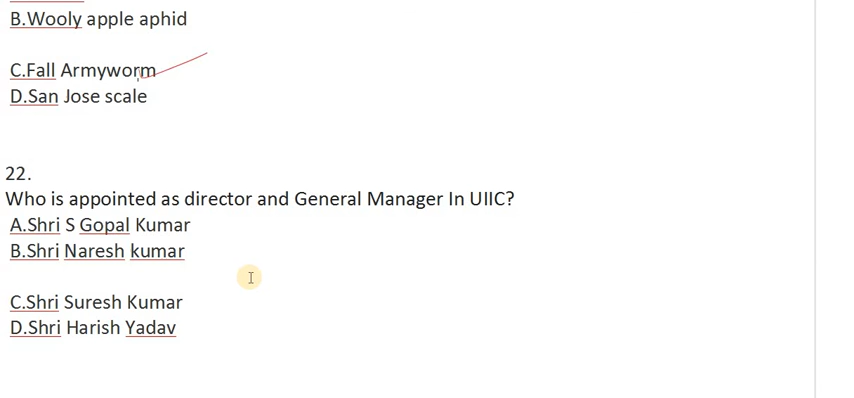 B.Wooly apple aphid
C.Fall Armyworm
D.San Jose scale
22.
Who is appointed as director and General Manager In UIIC?
A.Shri S Gopal Kumar
B.Shri Naresh kumar
C.Shri Suresh Kumar
D.Shri Harish Yadav